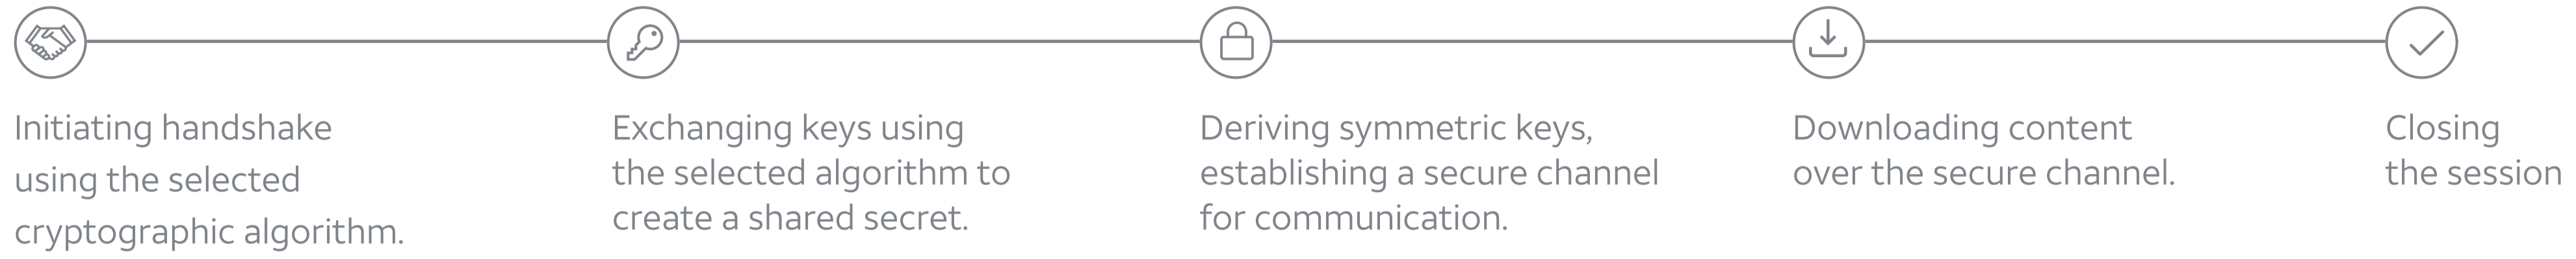 Initiating handshake
using the selected
cryptographic algorithm.
Exchanging keys using
the selected algorithm to
create a shared secret.
Deriving symmetric keys,
establishing a secure channel
for communication.
Downloading content
over the secure channel.
Closing
the session